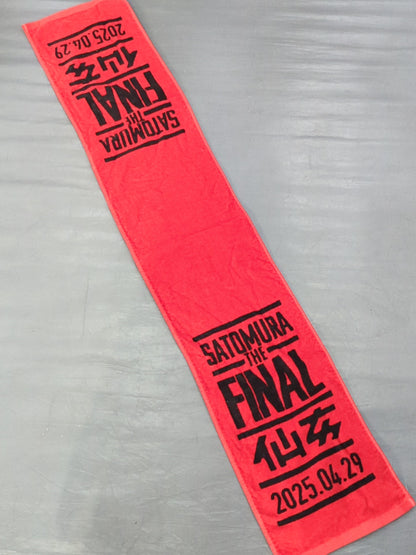 SATOMURA
THE
FINAL
仙女
2025.04.29
SATOMURA
THE
FINAL
仙女
2025.04.29